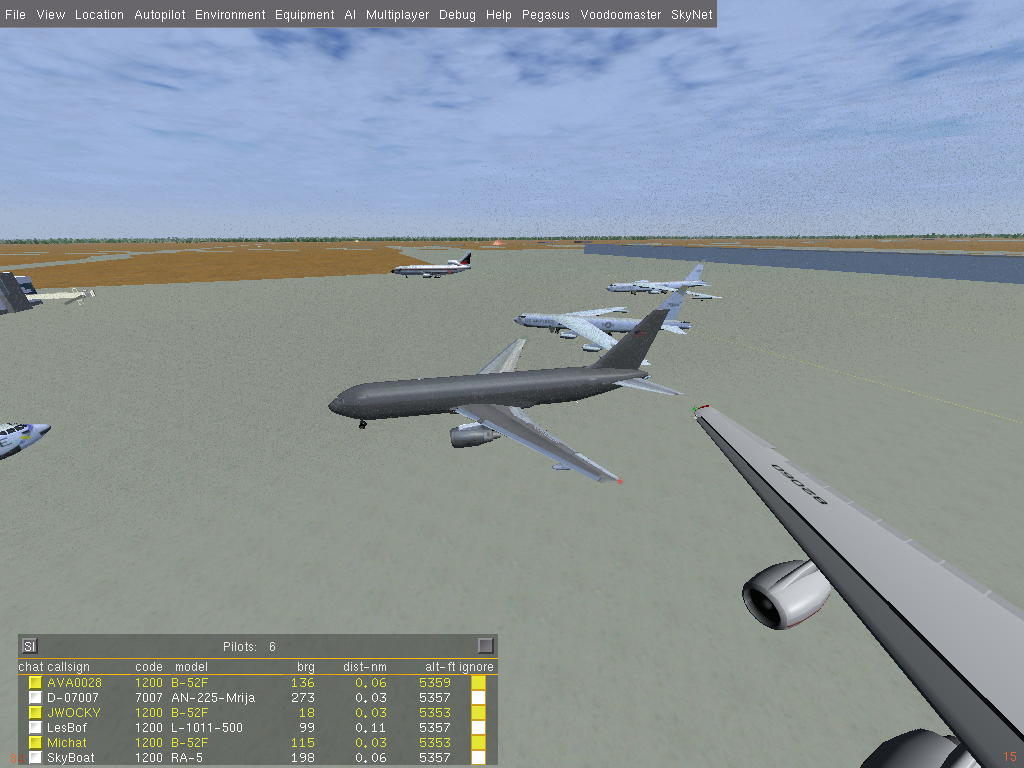 File View Location Autopilot Environment Equipment AI Multiplayer Debug Help Pegasus Voodoomaster SkyNet
82060
SI Pilots: 6
chat callsign code model brg dist-nm alt-ft ignore
AVA0028 1200 B-52F 136 0.06 5359
D-07007 7007 AN-225-Mrija 273 0.03 5357
JWOCKY 1200 B-52F 18 0.03 5353
LesBof 1200 L-1011-500 99 0.11 5357
Michat 1200 B-52F 115 0.03 5353
SkyBoat 1200 RA-5 198 0.06 5357
15